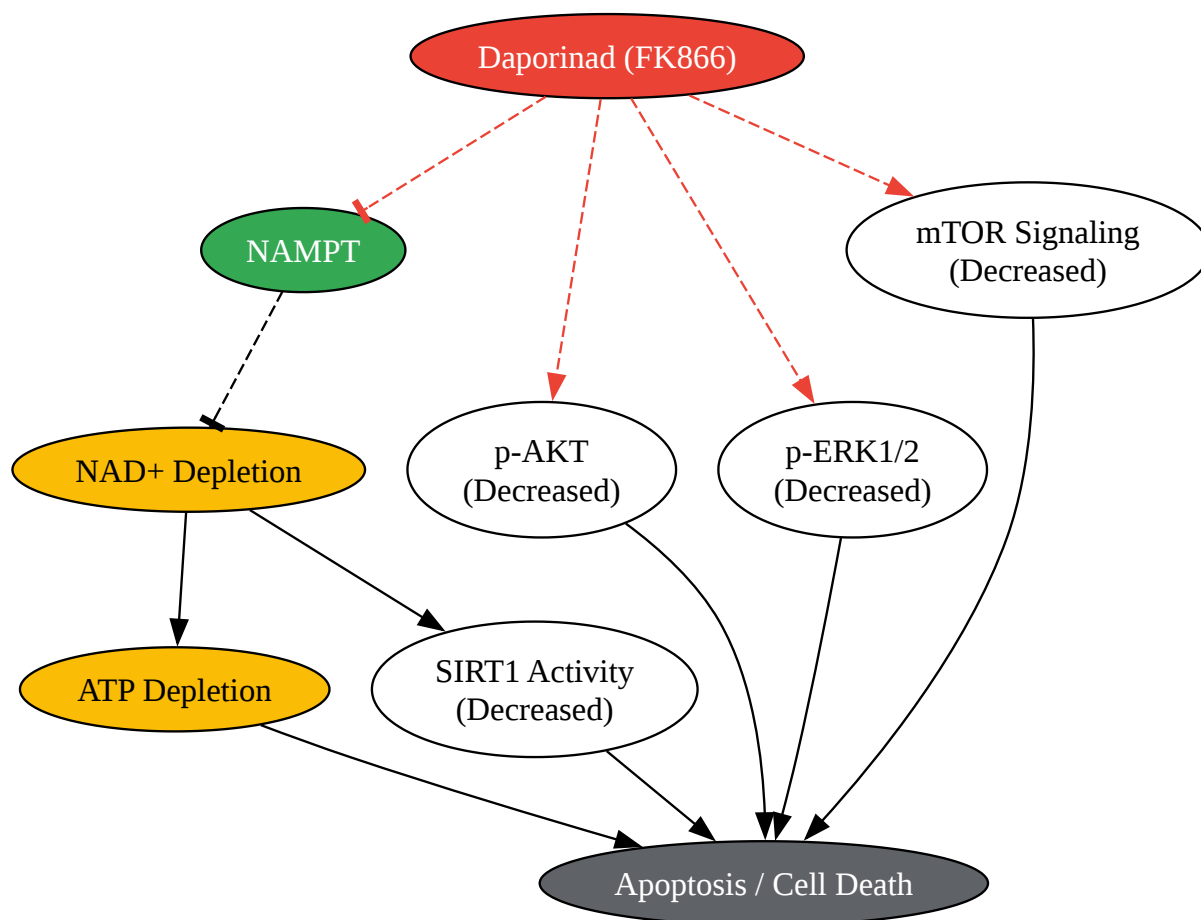 Daporinad (FK866)
NAMPT
mTOR Signaling
(Decreased)
NAD+ Depletion
p-AKT
(Decreased)
p-ERK1/2
(Decreased)
ATP Depletion
SIRT1 Activity
(Decreased)
Apoptosis / Cell Death